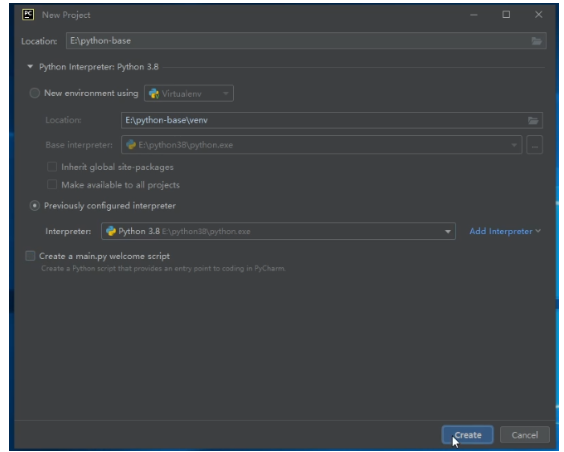 PC New Project
Location: E:\python-base
Python Interpreter: Python 3.8
New environment using Virtualenv
Location: E:\python-base\venv
Base interpreter: E:\python38\python.exe ...
Inherit global site-packages
Make available to all projects
Previously configured interpreter
Interpreter: Python 3.8 E:\python38\python.exe Add Interpreter
Create a main.py welcome script
Create a Python script that provides an entry point to coding in PyCharm.
Create Cancel